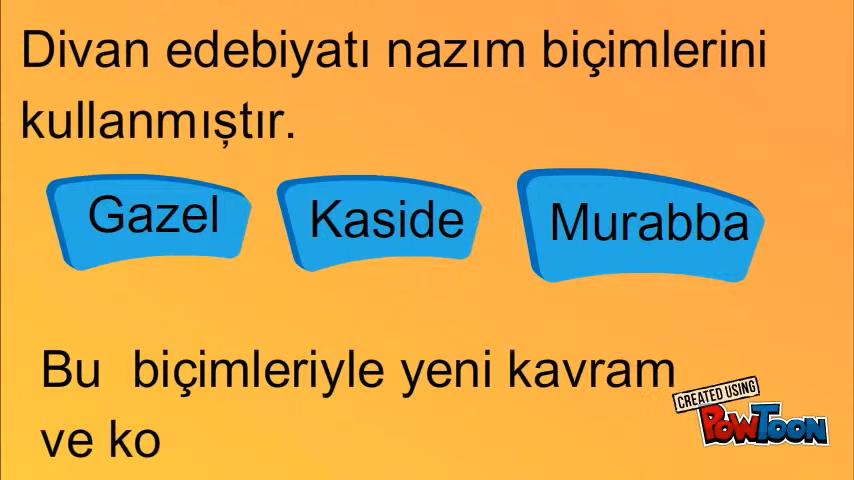 Divan edebiyatı nazım biçimlerini
kullanmıştır.
Gazel Kaside Murabba
Bu biçimleriyle yeni kavram
ve ko
CREATED USING
POWTOON